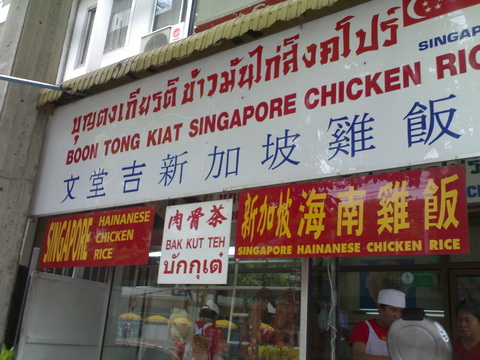 บุญตงเกียรติ ข้าวมันไก่สิงคโปร์
SINGAPO
BOON TONG KIAT SINGAPORE CHICKEN RIC
文堂吉新加坡雞飯
SINGAPORE
HAINANESE
CHICKEN
RICE
肉骨茶
BAK KUT TEH
บักกุเต๋
新加坡海南雞飯
SINGAPORE HAINANESE CHICKEN RICE